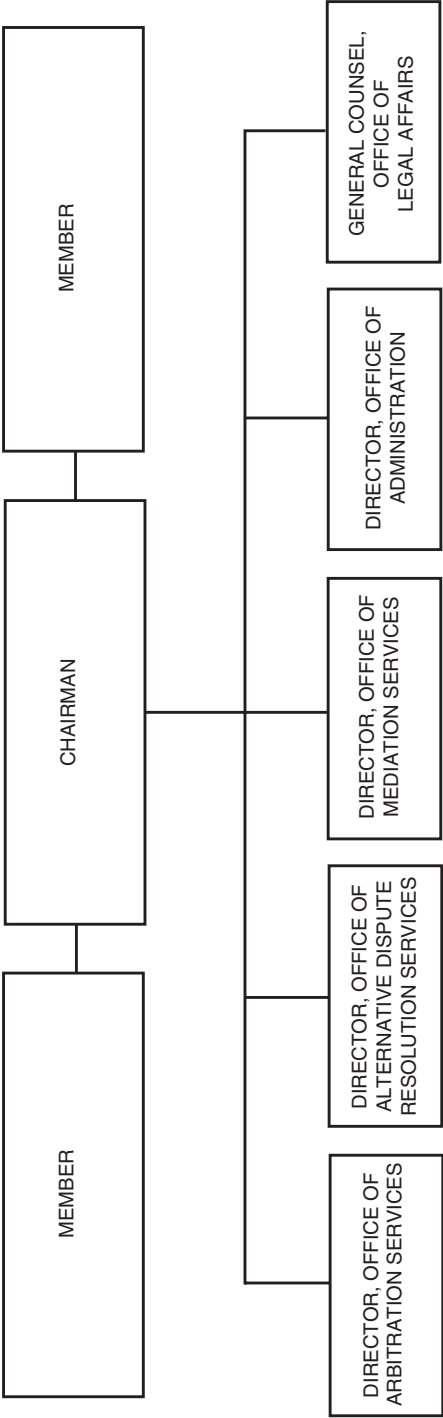 MEMBER
CHAIRMAN
MEMBER
DIRECTOR, OFFICE OF
ARBITRATION SERVICES
DIRECTOR, OFFICE OF
ALTERNATIVE DISPUTE
RESOLUTION SERVICES
DIRECTOR, OFFICE OF
MEDIATION SERVICES
DIRECTOR, OFFICE OF
ADMINISTRATION
GENERAL COUNSEL,
OFFICE OF
LEGAL AFFAIRS